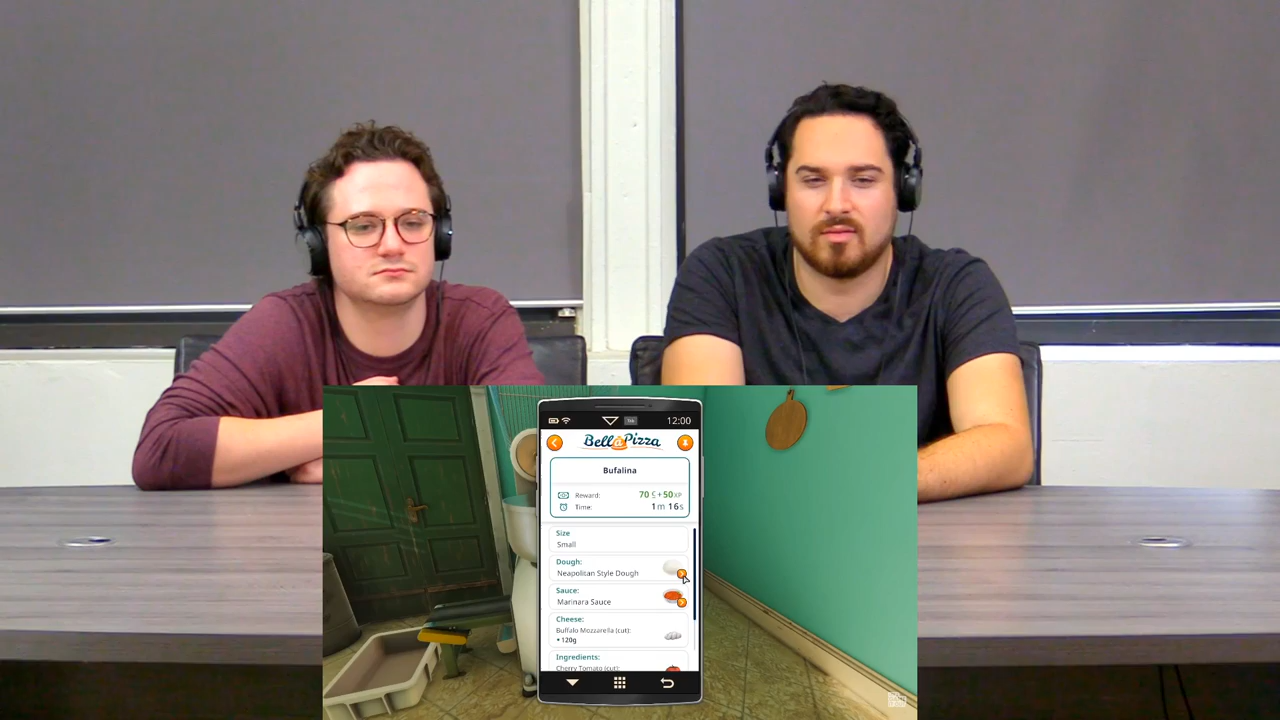 12:00
Bella Pizza
Bufalina
Reward: 70 £ + 50 XP
Time: 1m 16s
Size
Small
Dough:
Neapolitan Style Dough
Sauce:
Marinara Sauce
Cheese:
Buffalo Mozzarella (cut):
• 120g
Ingredients:
Cherry Tomato (cut):